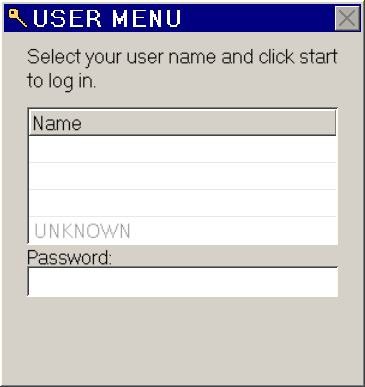 USER MENU
Select your user name and click start
to log in.
Name
UNKNOWN
Password: